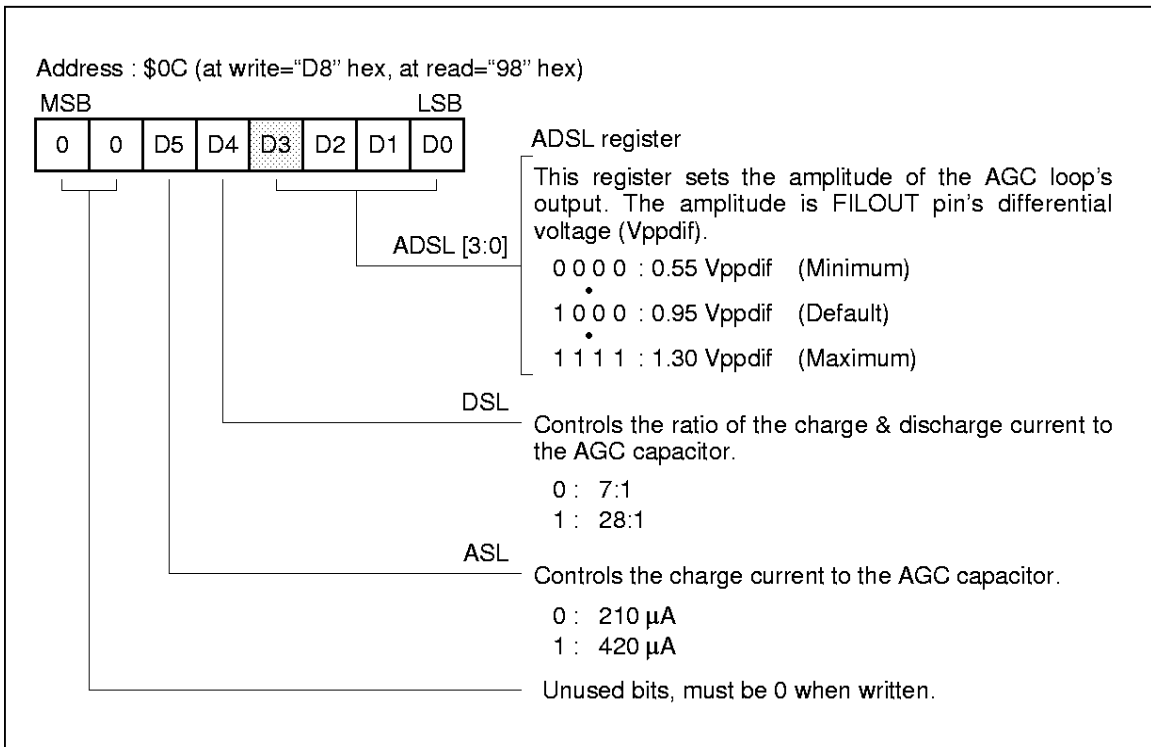 Address : $0C (at write=“D8” hex, at read=“98” hex)
MSB LSB
0 0 D5 D4 D3 D2 D1 D0
ADSL register
This register sets the amplitude of the AGC loop's
output. The amplitude is FILOUT pin's differential
voltage (Vppdif).
ADSL [3:0]
0 0 0 0 : 0.55 Vppdif (Minimum)
1 0 0 0 : 0.95 Vppdif (Default)
1 1 1 1 : 1.30 Vppdif (Maximum)
DSL
Controls the ratio of the charge & discharge current to
the AGC capacitor.
0 : 7:1
1 : 28:1
ASL
Controls the charge current to the AGC capacitor.
0 : 210 µA
1 : 420 µA
Unused bits, must be 0 when written.